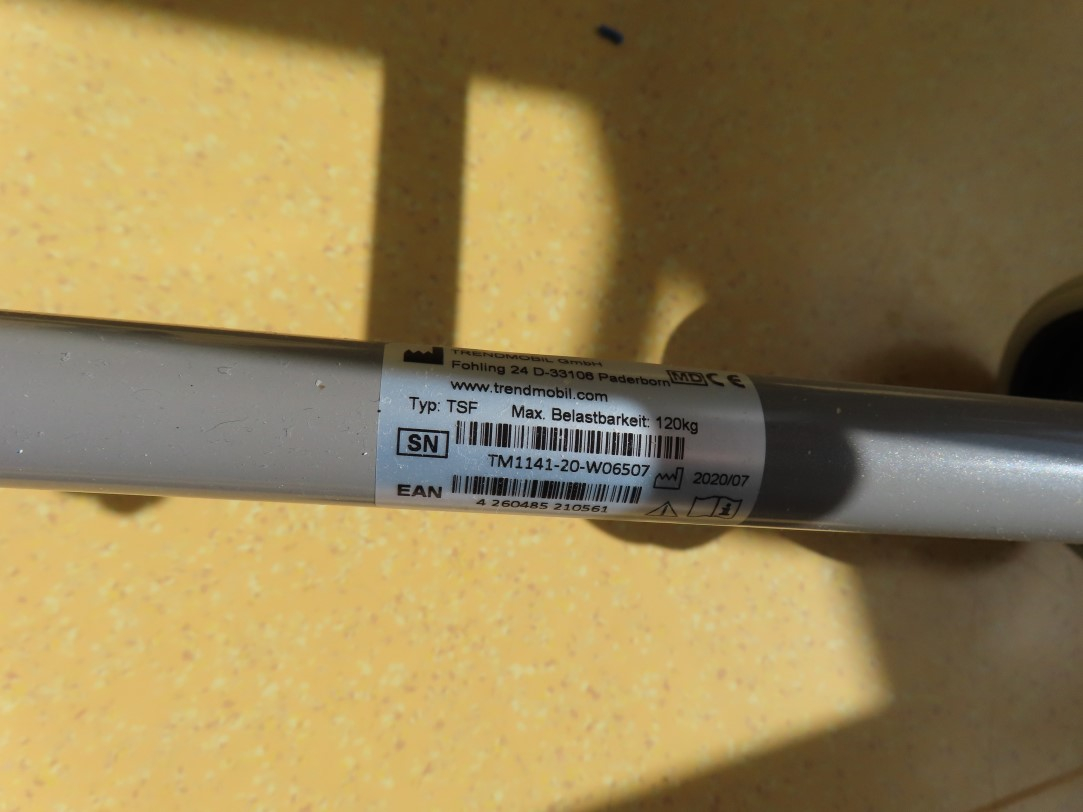 TRENDMOBIL GmbH
Fohling 24 D-33106 Paderborn MD CE
www.trendmobil.com
Typ: TSF Max. Belastbarkeit: 120kg
SN
TM1141-20-W06507 2020/07
EAN
4 260485 210561